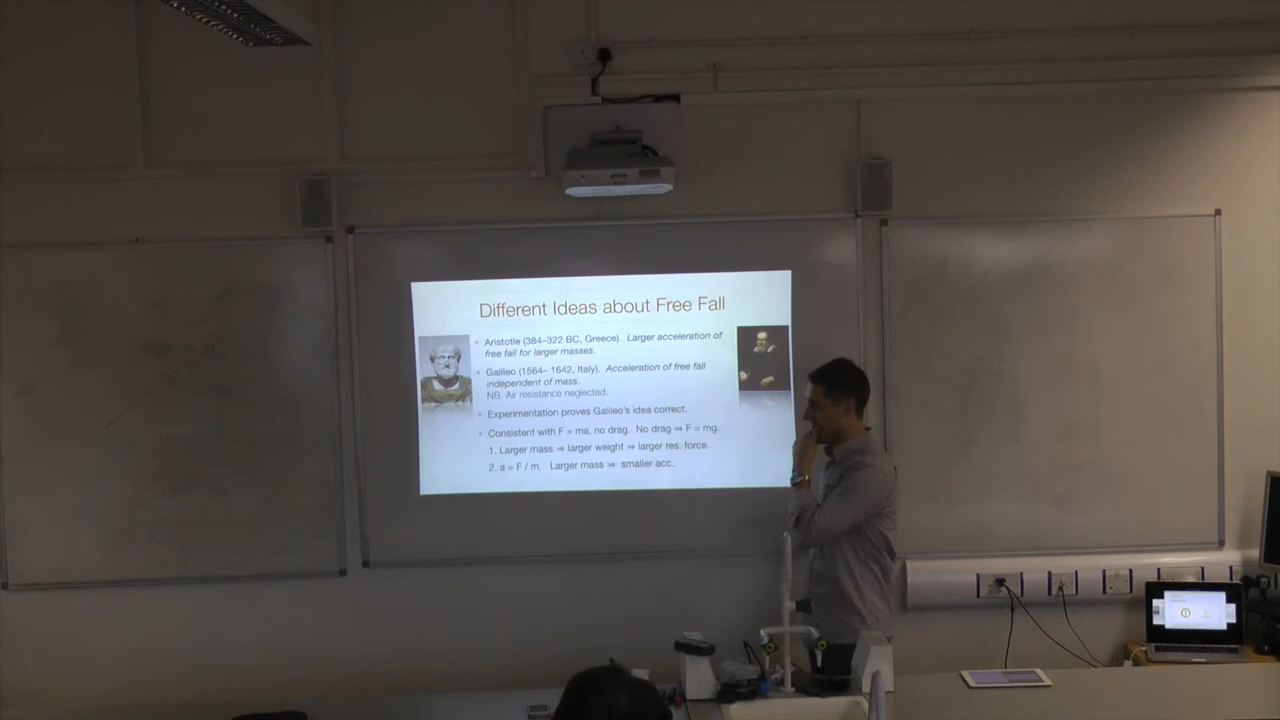 Different Ideas about Free Fall
Aristotle (384–322 BC, Greece). Larger acceleration of
free fall for larger masses.
Galileo (1564– 1642, Italy). Acceleration of free fall
independent of mass.
NB. Air resistance neglected.
Experimentation proves Galileo's idea correct.
Consistent with F = ma, no drag. No drag ⇒ F = mg.
1. Larger mass ⇒ larger weight ⇒ larger res. force.
2. a = F / m. Larger mass ⇒ smaller acc..